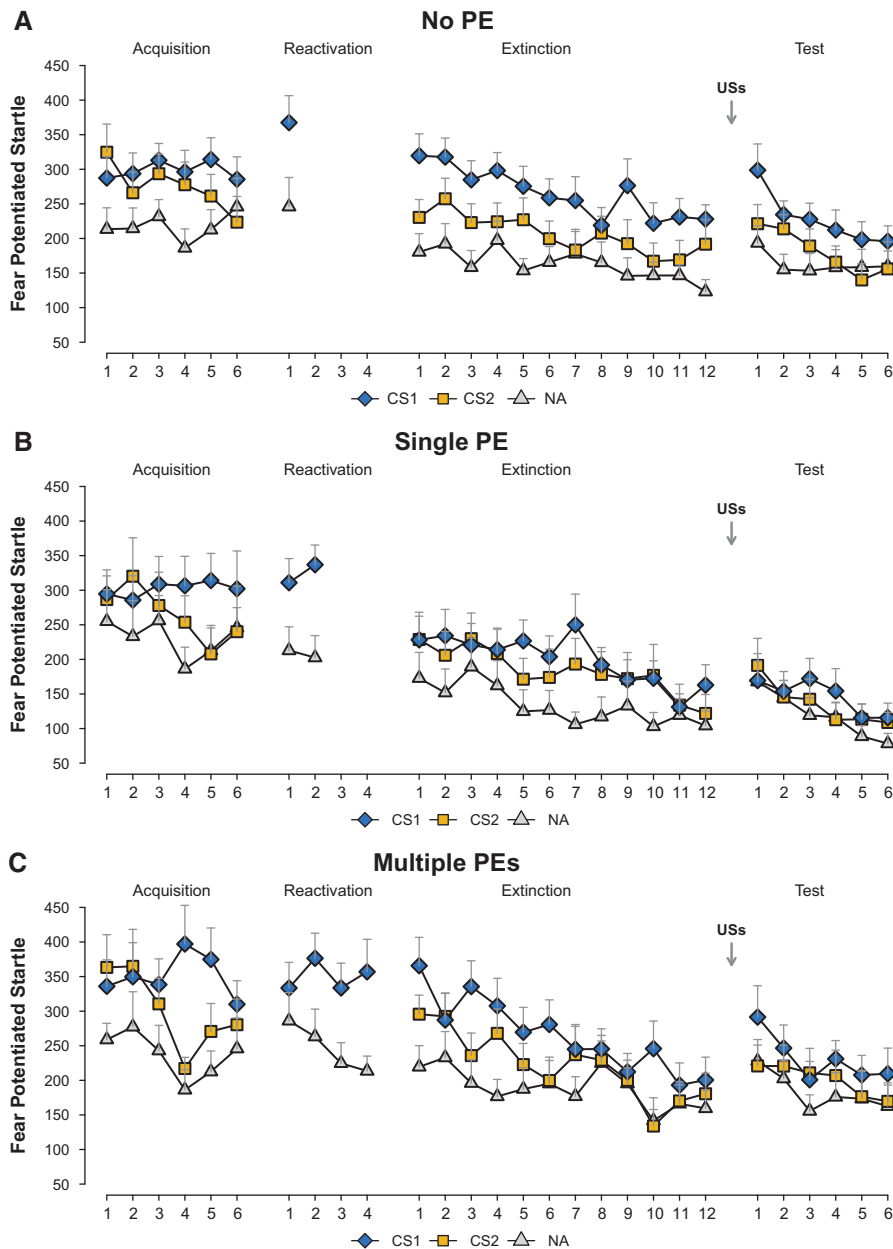 A No PE
Acquisition Reactivation Extinction Test
Fear Potentiated Startle
450
400
350
300
250
200
150
100
50
USs
1 2 3 4 5 6 1 2 3 4 1 2 3 4 5 6 7 8 9 10 11 12 1 2 3 4 5 6
CS1 CS2 NA
B Single PE
Acquisition Reactivation Extinction Test
Fear Potentiated Startle
450
400
350
300
250
200
150
100
50
USs
1 2 3 4 5 6 1 2 3 4 1 2 3 4 5 6 7 8 9 10 11 12 1 2 3 4 5 6
CS1 CS2 NA
C Multiple PEs
Acquisition Reactivation Extinction Test
Fear Potentiated Startle
450
400
350
300
250
200
150
100
50
USs
1 2 3 4 5 6 1 2 3 4 1 2 3 4 5 6 7 8 9 10 11 12 1 2 3 4 5 6
CS1 CS2 NA